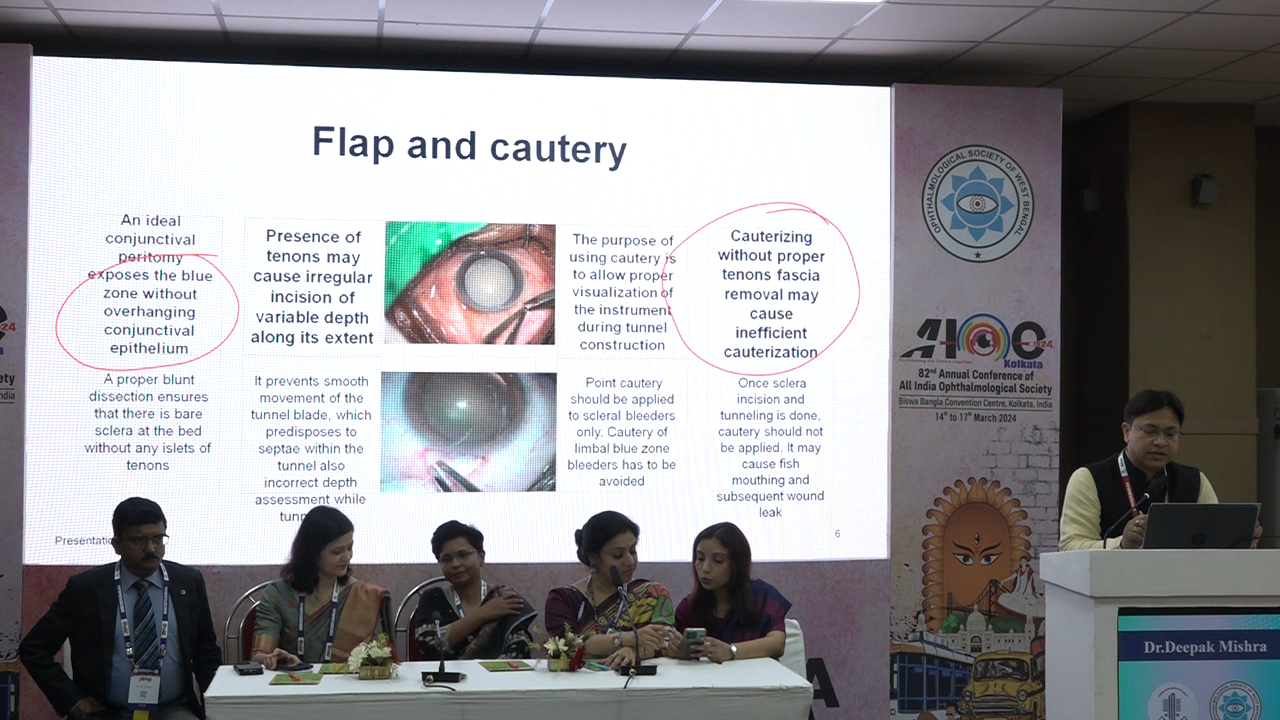 Flap and cautery
An ideal
conjunctival
peritomy
exposes the blue
zone without
overhanging
conjunctival
epithelium
Presence of
tenons may
cause irregular
incision of
variable depth
along its extent
The purpose of
using cautery is
to allow proper
visualization of
the instrument
during tunnel
construction
Cauterizing
without proper
tenons fascia
removal may
cause
inefficient
cauterization
A proper blunt
dissection ensures
that there is bare
sclera at the bed
without any islets of
tenons
It prevents smooth
movement of the
tunnel blade, which
predisposes to
septae within the
tunnel also
incorrect depth
assessment while
Point cautery
should be applied
to scleral bleeders
only. Cautery of
limbal blue zone
bleeders has to be
avoided
Once sclera
incision and
tunneling is done,
cautery should not
be applied. It may
cause fish
mouthing and
subsequent wound
leak
6
OPHTHALMOLOGICAL SOCIETY OF WEST BENGAL
AIOC 2024
Kolkata
82nd Annual Conference of
All India Ophthalmological Society
Biswa Bangla Convention Centre, Kolkata, India
14th to 17th March 2024
Dr.Deepak Mishra